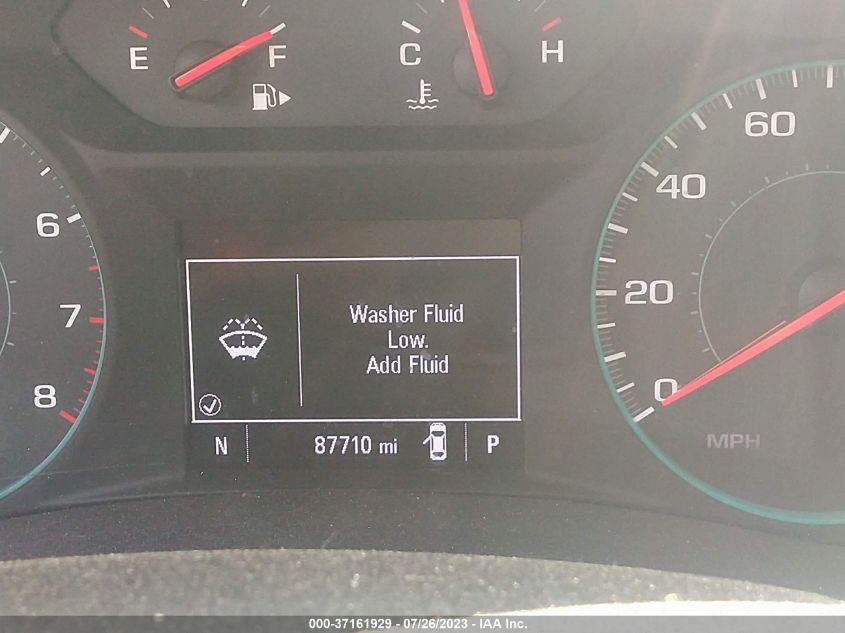 E F
C H
60
40
20
0
MPH
6
7
8
Washer Fluid
Low.
Add Fluid
N 87710 mi P
000-37161929 - 07/26/2023 - IAA Inc.